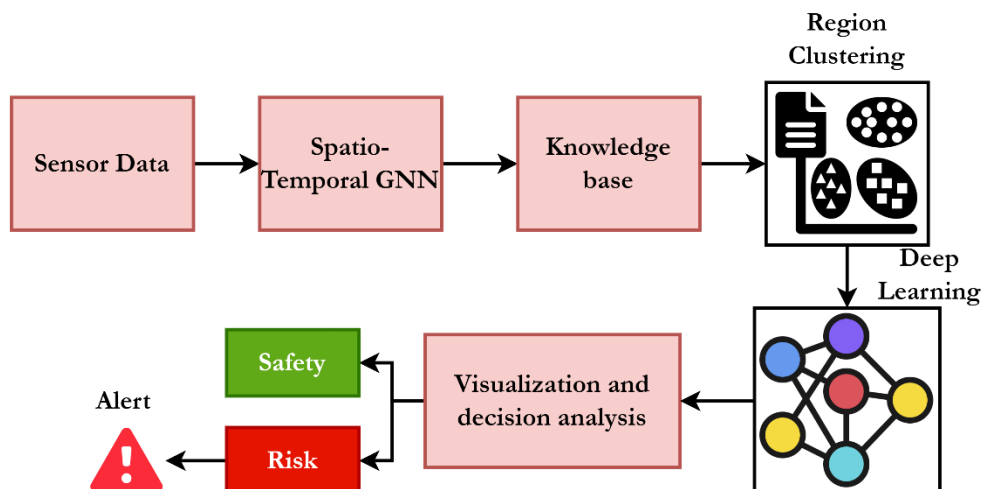 Region
Clustering
Sensor Data
Spatio-
Temporal GNN
Knowledge
base
Deep
Learning
Safety
Visualization and
decision analysis
Alert
Risk